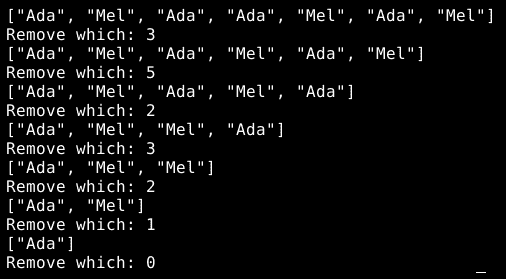 ["Ada", "Mel", "Ada", "Ada", "Mel", "Ada", "Mel"]
Remove which: 3
["Ada", "Mel", "Ada", "Mel", "Ada", "Mel"]
Remove which: 5
["Ada", "Mel", "Ada", "Mel", "Ada"]
Remove which: 2
["Ada", "Mel", "Mel", "Ada"]
Remove which: 3
["Ada", "Mel", "Mel"]
Remove which: 2
["Ada", "Mel"]
Remove which: 1
["Ada"]
Remove which: 0